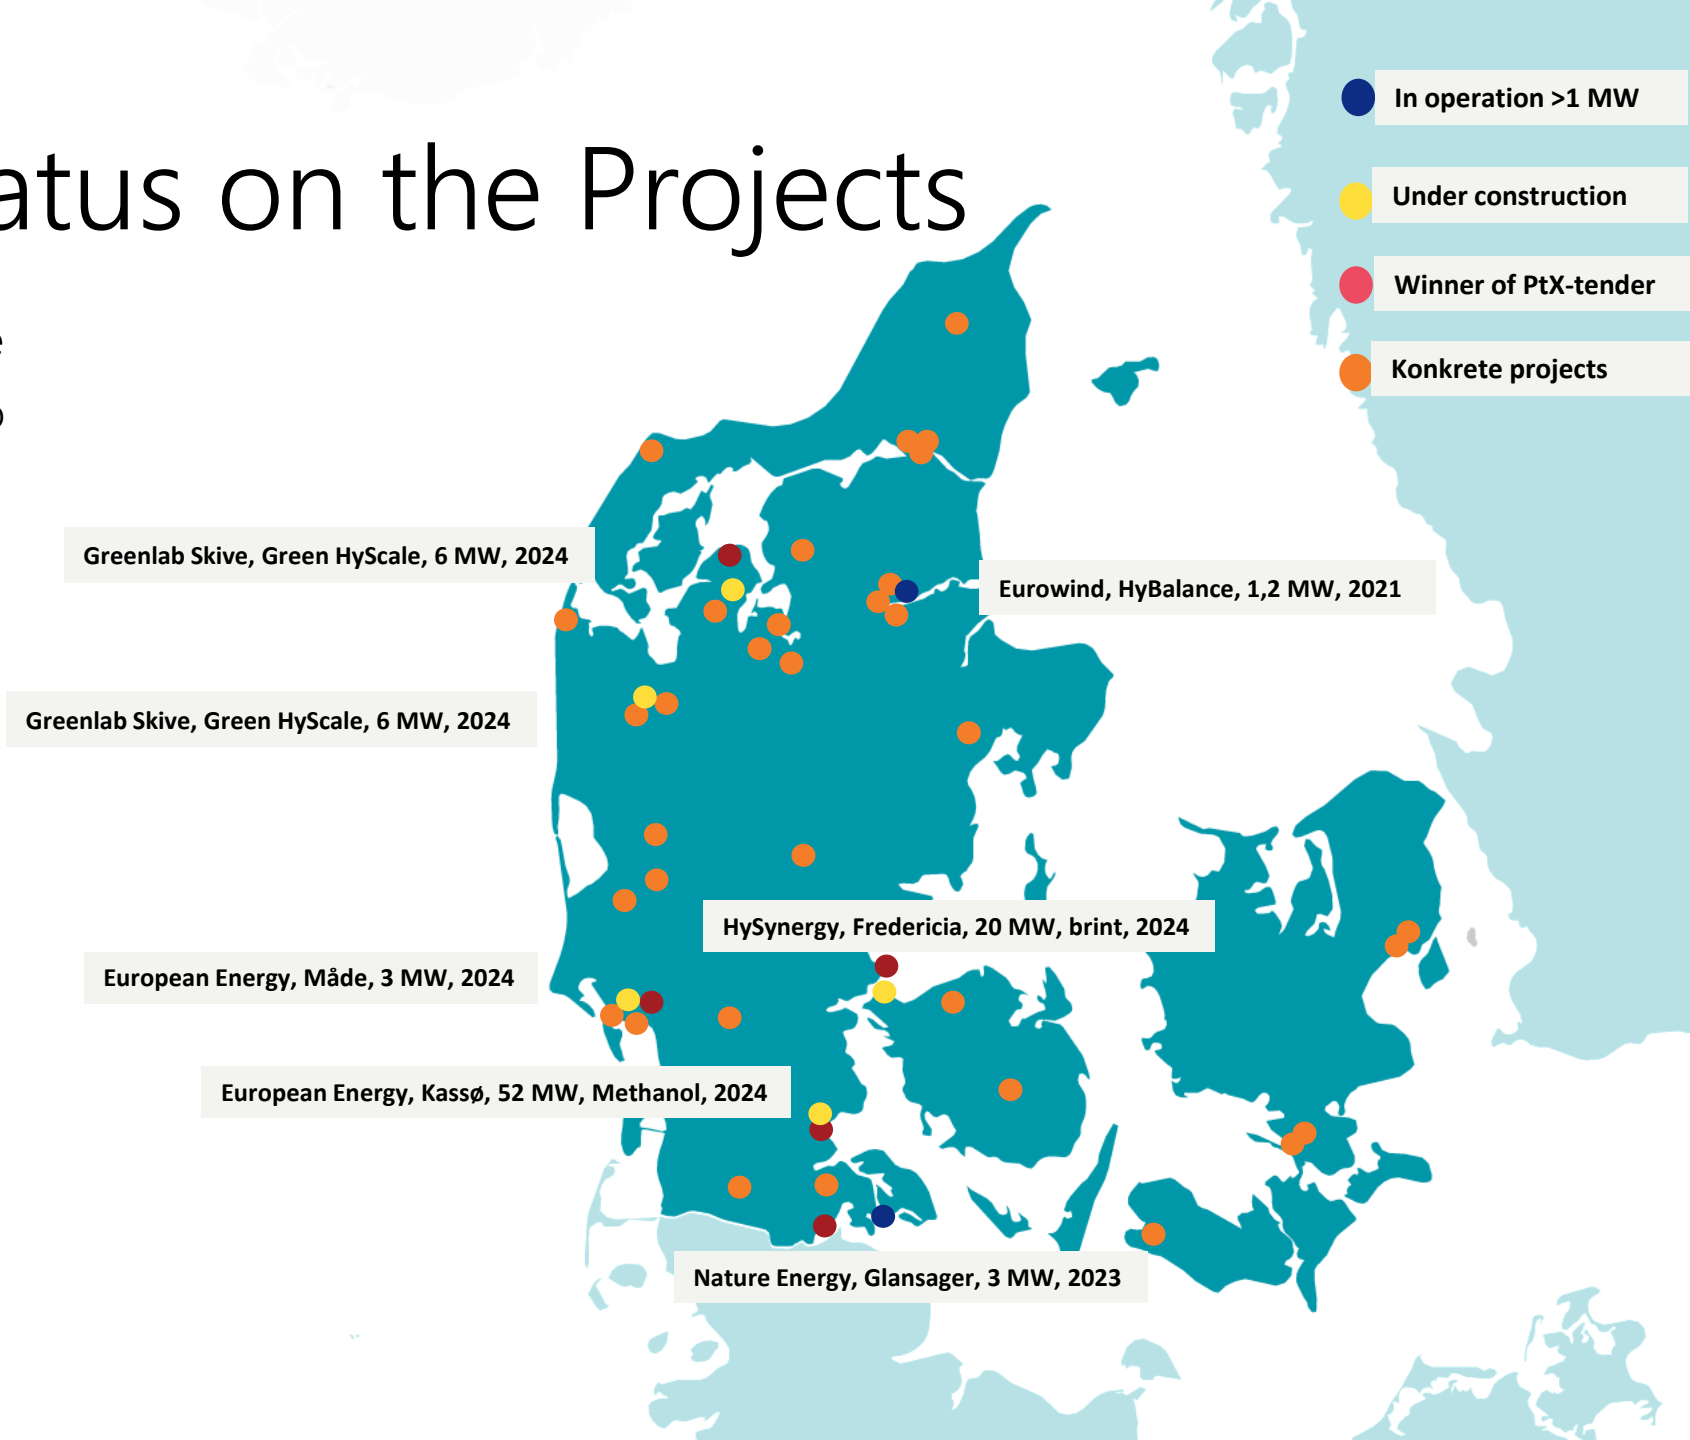 atus on the Projects
e
In operation >1 MW
Under construction
Winner of PtX-tender
Konkrete projects
Greenlab Skive, Green HyScale, 6 MW, 2024
Eurowind, HyBalance, 1,2 MW, 2021
Greenlab Skive, Green HyScale, 6 MW, 2024
HySynergy, Fredericia, 20 MW, brint, 2024
European Energy, Måde, 3 MW, 2024
European Energy, Kassø, 52 MW, Methanol, 2024
Nature Energy, Glansager, 3 MW, 2023